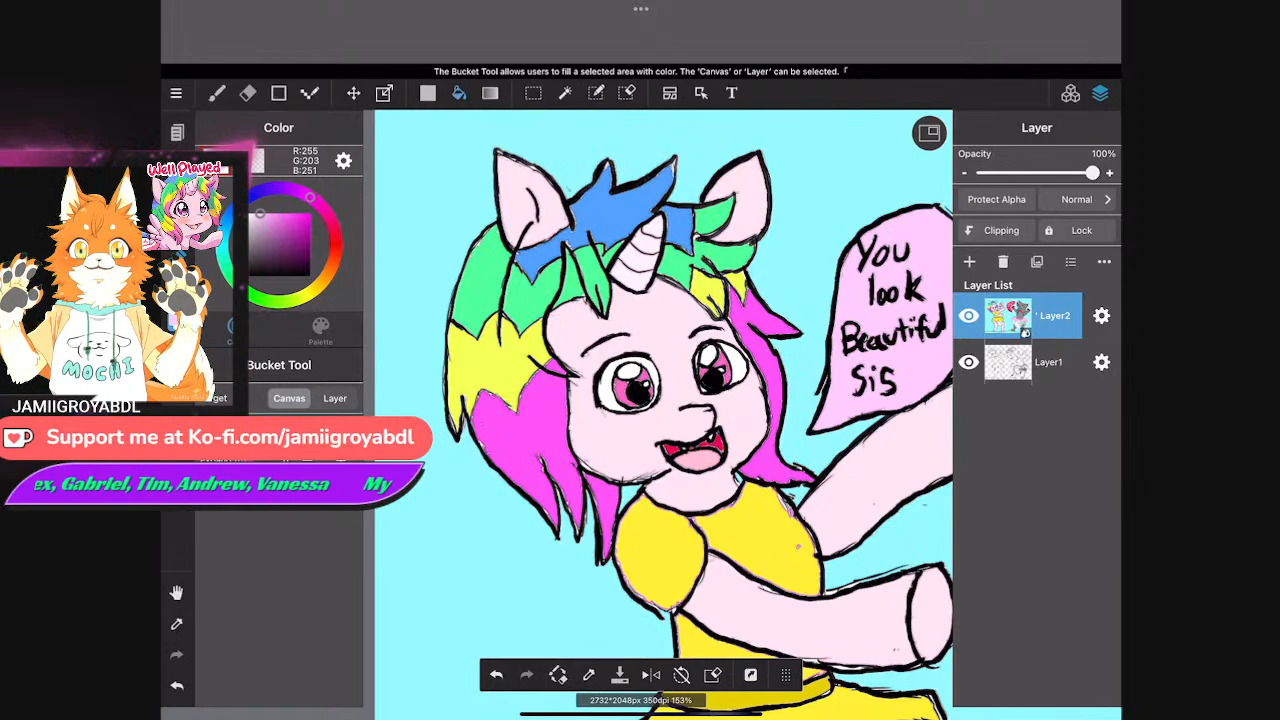 The Bucket Tool allows users to fill a selected area with color. The 'Canvas' or 'Layer' can be selected. 「
Color
R:255
G:203
B:251
Palette
Bucket Tool
Canvas
Layer
Well Played
MOCHI
JAMIIGROYABDL
Support me at Ko-fi.com/jamiigroyabdl
ex, Gabriel, Tim, Andrew, Vanessa My
You
look
Beautiful
Sis
2732*2048px 350dpi 153%
Layer
Opacity 100%
Protect Alpha Normal
Clipping Lock
Layer List
Layer2
Layer1